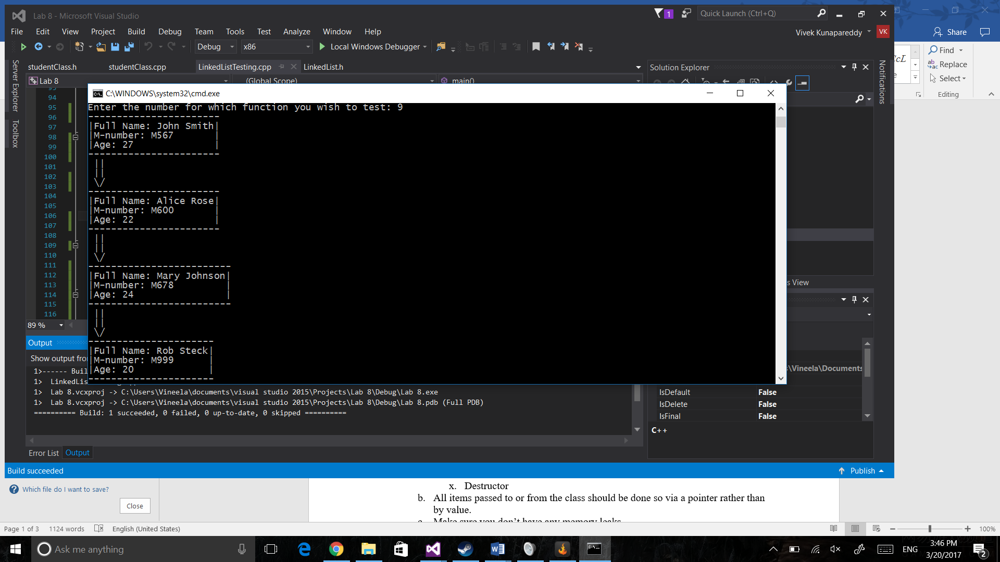 Lab 8 - Microsoft Visual Studio
1
Quick Launch (Ctrl+Q)
File Edit View Project Build Debug Team Tools Test Analyze Window Help
Vivek Kunapareddy
VK
Share
Debug
x86
Local Windows Debugger
Find
Replace
Select
Editing
Server Explorer
Toolbox
Notifications
studentClass.h
studentClass.cpp
LinkedListTesting.cpp
LinkedList.h
Solution Explorer
Lab 8
(Global Scope)
main()
94
95
96
97
98
99
100
101
102
103
104
105
106
107
108
109
110
111
112
113
114
115
116
89 %
C:\WINDOWS\system32\cmd.exe
Enter the number for which function you wish to test: 9
-----------------------
|Full Name: John Smith|
|M-number: M567       |
|Age: 27              |
-----------------------
 ||
 ||
 \/
-----------------------
|Full Name: Alice Rose|
|M-number: M600       |
|Age: 22              |
-----------------------
 ||
 ||
 \/
-------------------------
|Full Name: Mary Johnson|
|M-number: M678         |
|Age: 24                |
-------------------------
 ||
 ||
 \/
----------------------
|Full Name: Rob Steck|
|M-number: M999      |
|Age: 20             |
----------------------
s View
Output
Show output fro
1>------ Buil
1> LinkedLis
1> Lab 8.vcxproj -> C:\Users\Vineela\documents\visual studio 2015\Projects\Lab 8\Debug\Lab 8.exe
1> Lab 8.vcxproj -> C:\Users\Vineela\documents\visual studio 2015\Projects\Lab 8\Debug\Lab 8.pdb (Full PDB)
========== Build: 1 succeeded, 0 failed, 0 up-to-date, 0 skipped ==========
\Vineela\Documents
IsDefault False
IsDelete False
IsFinal False
C++
Error List
Output
Build succeeded
Publish
Which file do I want to save?
Close
x. Destructor
b. All items passed to or from the class should be done so via a pointer rather than
by value.
Make sure you don't have any memory leaks
Page 1 of 3
1124 words
English (United States)
100%
Ask me anything
ENG
3:46 PM
3/20/2017
2